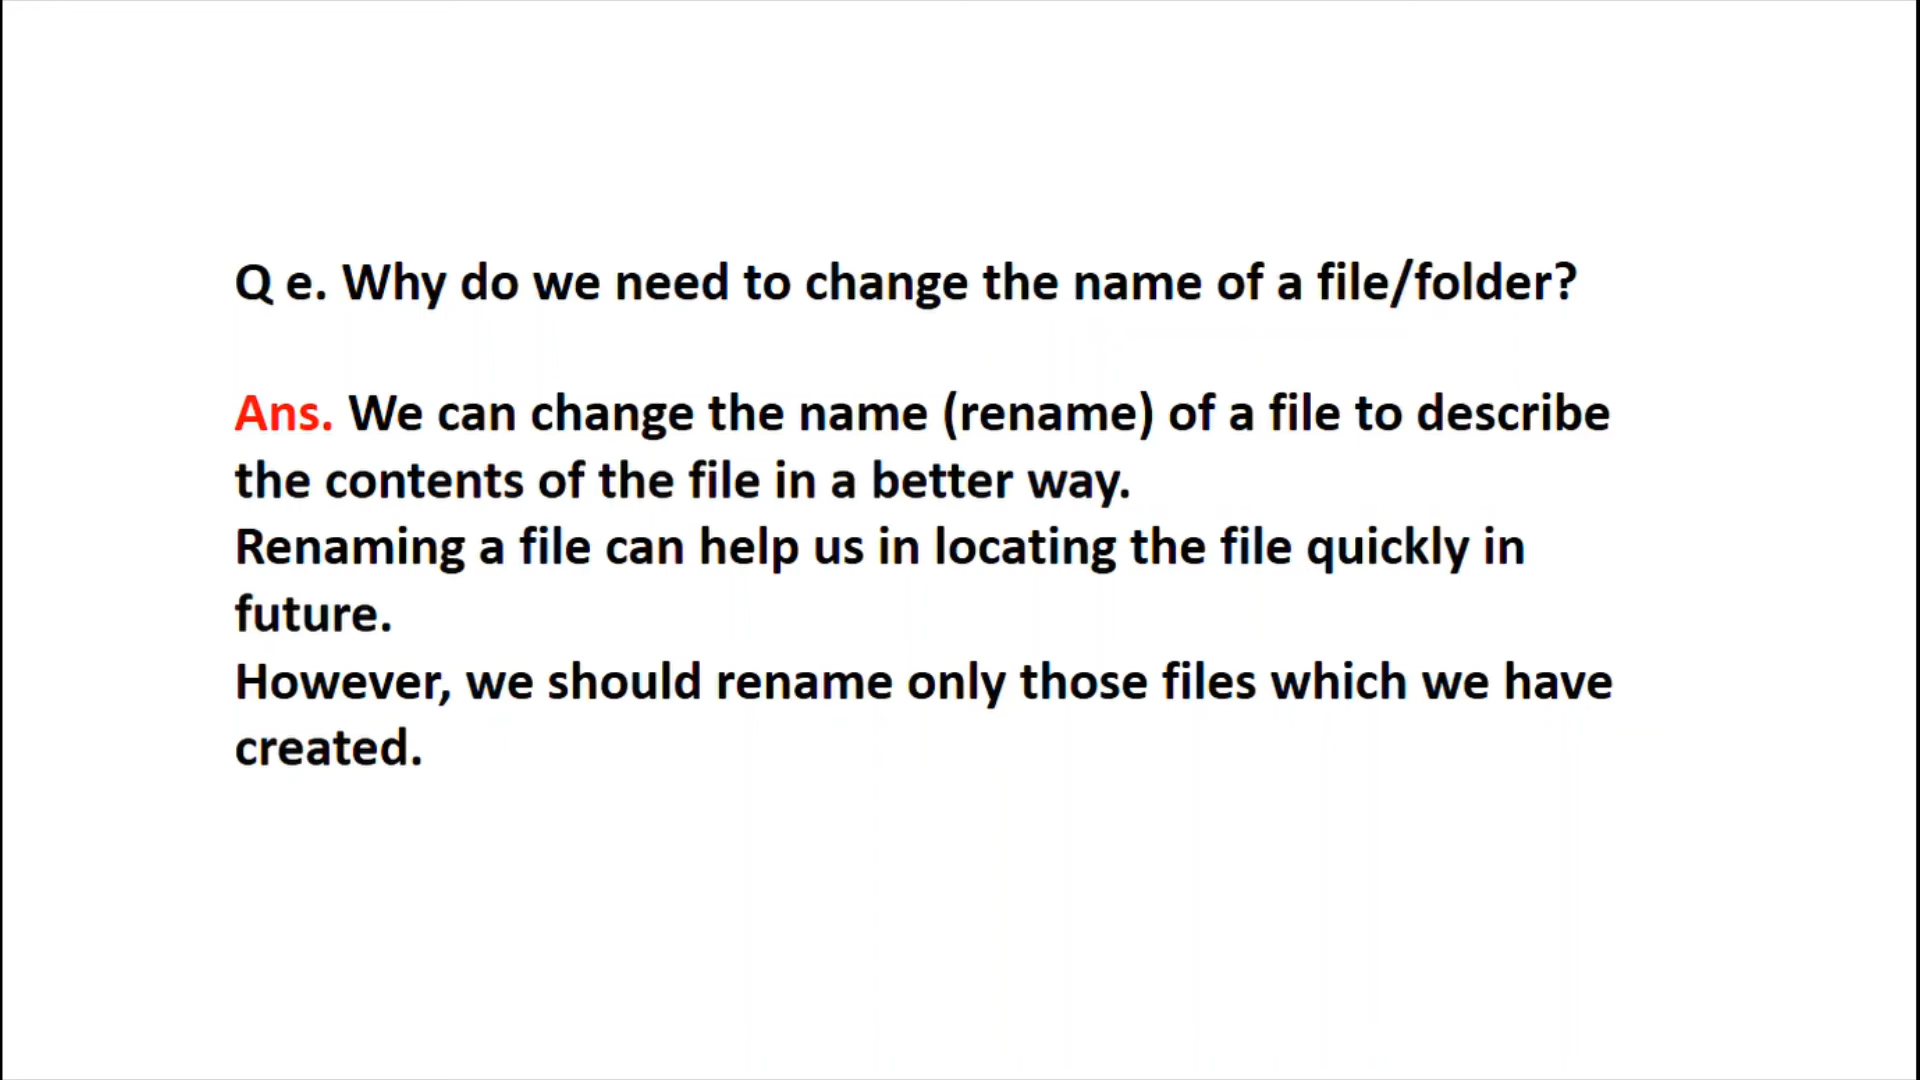 Q e. Why do we need to change the name of a file/folder?
Ans. We can change the name (rename) of a file to describe
the contents of the file in a better way.
Renaming a file can help us in locating the file quickly in
future.
However, we should rename only those files which we have
created.